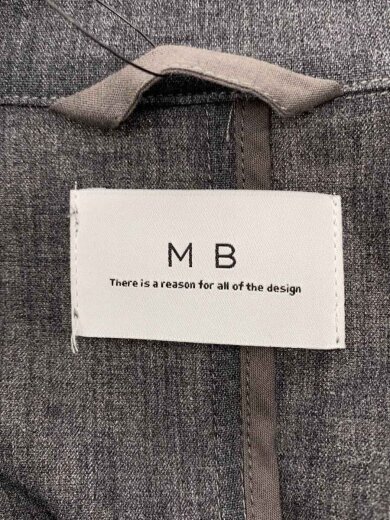 M B
There is a reason for all of the design